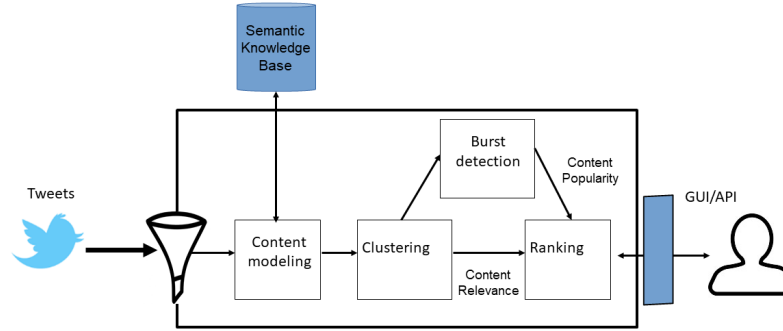 Semantic
Knowledge
Base
Burst
detection
Content
Popularity
Tweets
GUI/API
Content
modeling
Clustering
Ranking
Content
Relevance